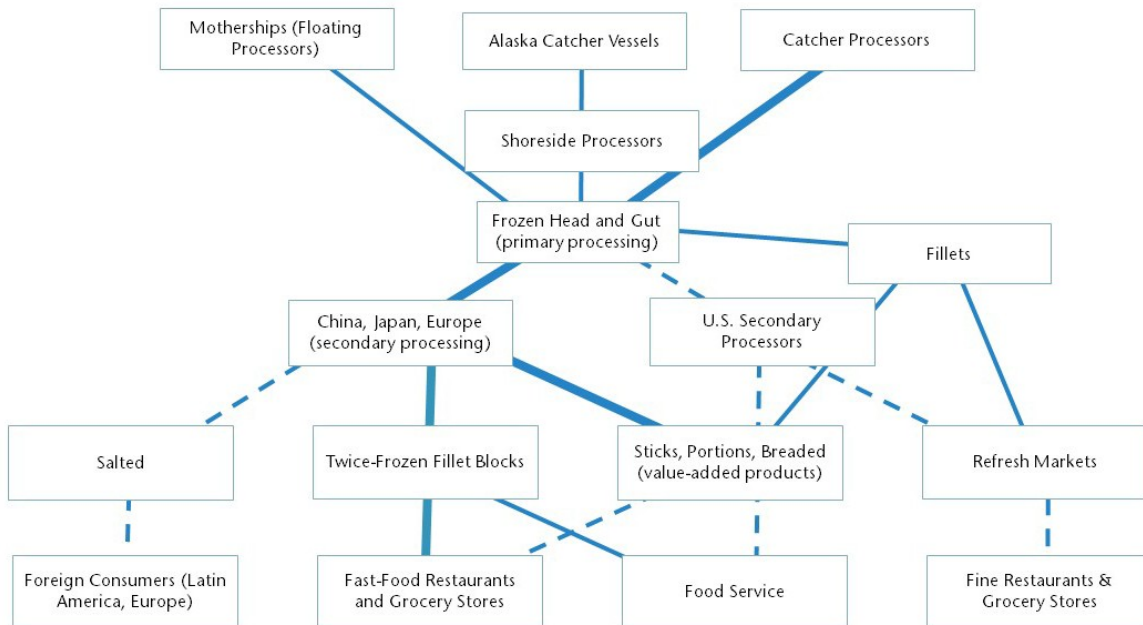 Motherships (Floating
Processors)
Alaska Catcher Vessels
Catcher Processors
Shoreside Processors
Frozen Head and Gut
(primary processing)
Fillets
China, Japan, Europe
(secondary processing)
U.S. Secondary
Processors
Salted
Twice-Frozen Fillet Blocks
Sticks, Portions, Breaded
(value-added products)
Refresh Markets
Foreign Consumers (Latin
America, Europe)
Fast-Food Restaurants
and Grocery Stores
Food Service
Fine Restaurants &
Grocery Stores